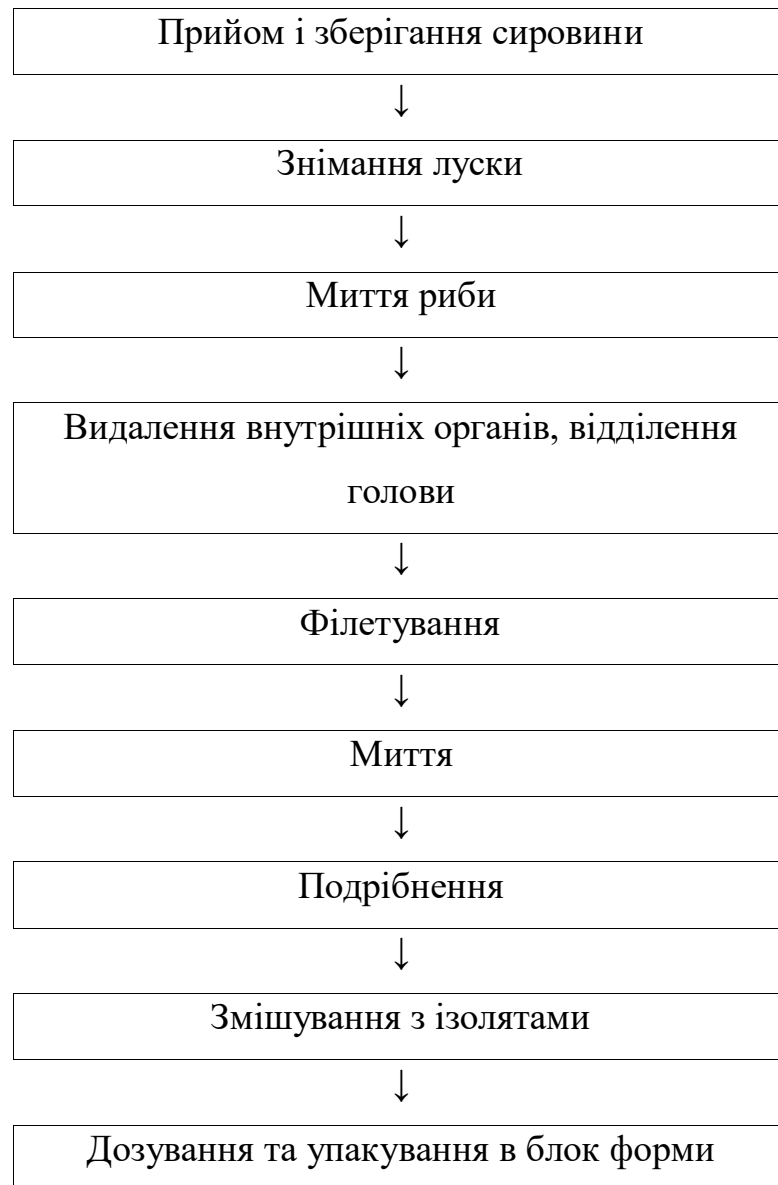 Прийом і зберігання сировини
↓
Знімання луски
↓
Миття риби
↓
Видалення внутрішніх органів, відділення
голови
↓
Філетування
↓
Миття
↓
Подрібнення
↓
Змішування з ізолятами
↓
Дозування та упакування в блок форми